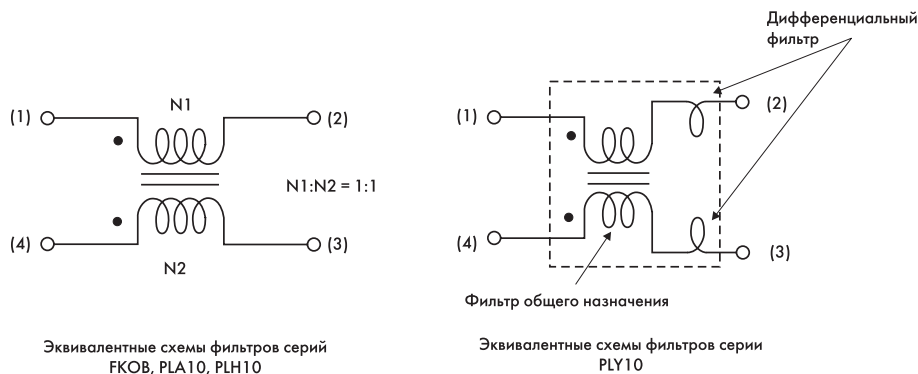 Дифференциальный
фильтр
(1)
N1
(2)
N1:N2 = 1:1
(4)
N2
(3)
(1)
(2)
(4)
(3)
Фильтр общего назначения
Эквивалентные схемы фильтров серий
FKOB, PLA10, PLH10
Эквивалентные схемы фильтров серии
PLY10